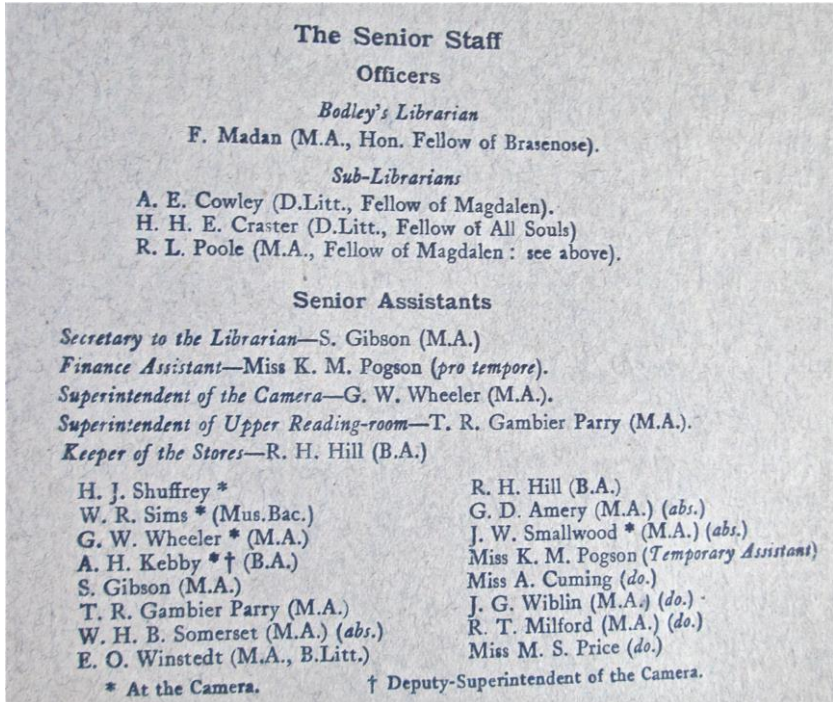 The Senior Staff
Officers
Bodley's Librarian
F. Madan (M.A., Hon. Fellow of Brasenose).
Sub-Librarians
A. E. Cowley (D.Litt., Fellow of Magdalen).
H. H. E. Craster (D.Litt., Fellow of All Souls)
R. L. Poole (M.A., Fellow of Magdalen : see above).
Senior Assistants
Secretary to the Librarian—S. Gibson (M.A.)
Finance Assistant—Miss K. M. Pogson (pro tempore).
Superintendent of the Camera—G. W. Wheeler (M.A.).
Superintendent of Upper Reading-room—T. R. Gambier Parry (M.A.).
Keeper of the Stores—R. H. Hill (B.A.)
H. J. Shuffrey *
W. R. Sims * (Mus.Bac.)
G. W. Wheeler * (M.A.)
A. H. Kebby * † (B.A.)
S. Gibson (M.A.)
T. R. Gambier Parry (M.A.)
W. H. B. Somerset (M.A.) (abs.)
E. O. Winstedt (M.A., B.Litt.)
R. H. Hill (B.A.)
G. D. Amery (M.A.) (abs.)
J. W. Smallwood * (M.A.) (abs.)
Miss K. M. Pogson (Temporary Assistant)
Miss A. Cuming (do.)
J. G. Wiblin (M.A.) (do.)
R. T. Milford (M.A.) (do.)
Miss M. S. Price (do.)
* At the Camera.
† Deputy-Superintendent of the Camera.